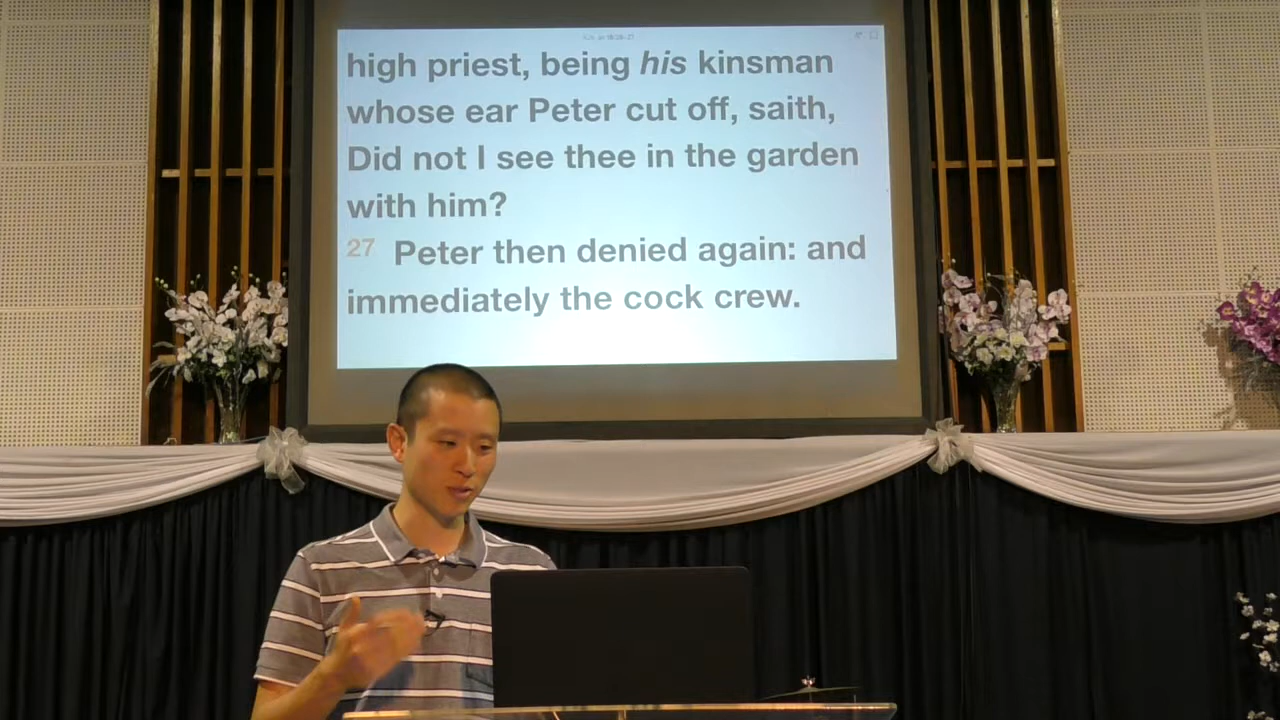 high priest, being his kinsman
whose ear Peter cut off, saith,
Did not I see thee in the garden
with him?
27 Peter then denied again: and
immediately the cock crew.